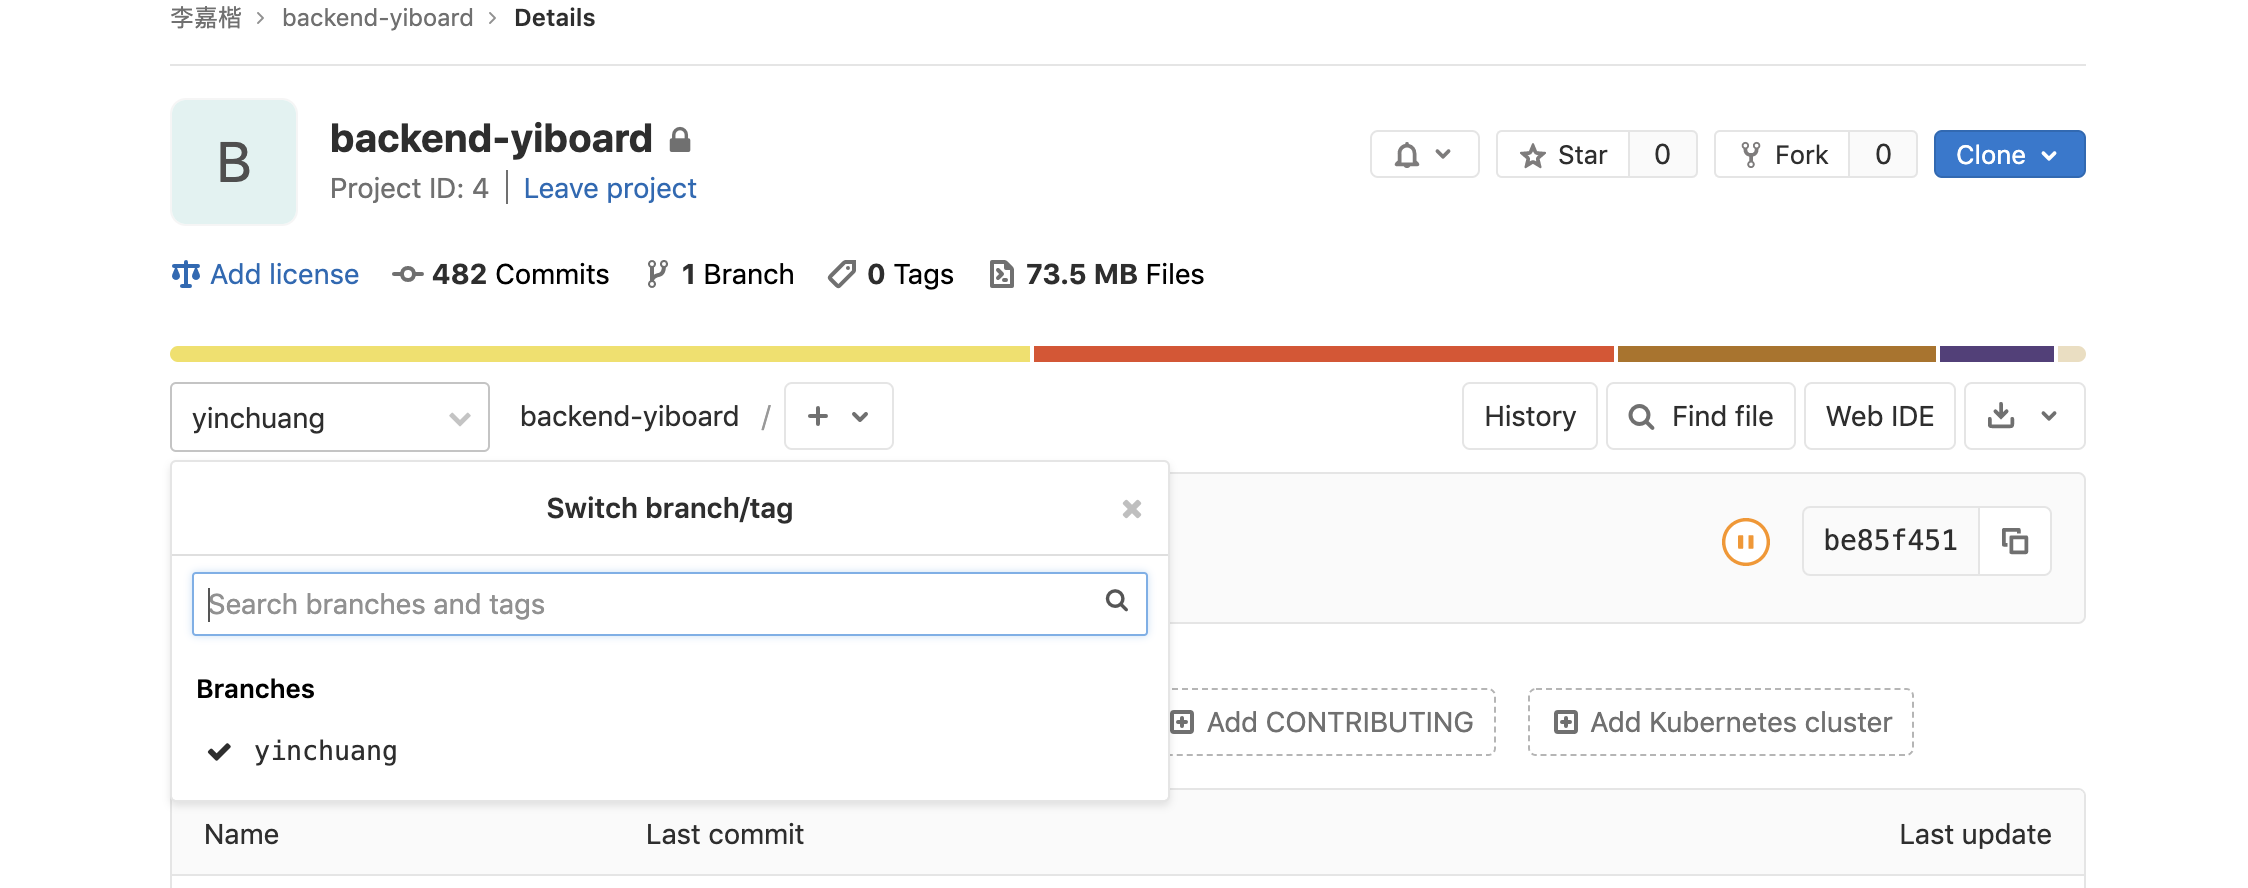 李嘉楷 > backend-yiboard > Details
B
backend-yiboard
Project ID: 4 | Leave project
Star 0 Fork 0 Clone
Add license 482 Commits 1 Branch 0 Tags 73.5 MB Files
yinchuang backend-yiboard / + History Find file Web IDE
Switch branch/tag
be85f451
Search branches and tags
Branches
Add CONTRIBUTING Add Kubernetes cluster
yinchuang
Name Last commit Last update